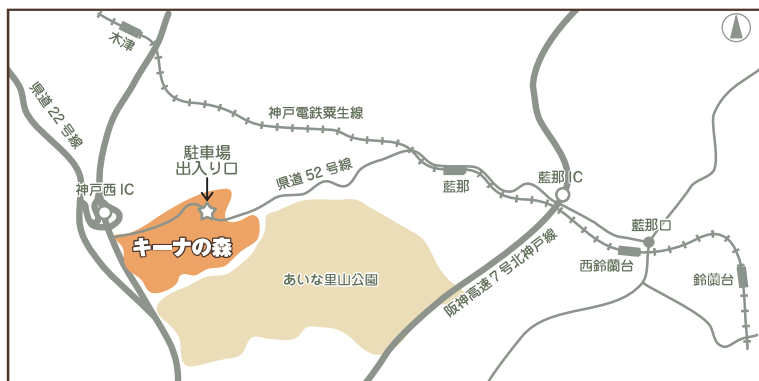 木津
県道22号線
神戸電鉄粟生線
駐車場
出入り口
県道52号線
神戸西IC
藍那
藍那IC
藍那口
キーナの森
あいな里山公園
阪神高速7号北神戸線
西鈴蘭台
鈴蘭台